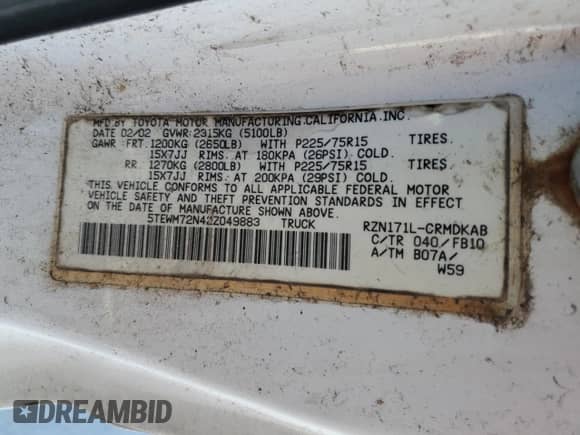 MFD BY TOYOTA MOTOR MANUFACTURING, CALIFORNIA. INC.
DATE 02/02 GVWR:2315KG (5100LB)
GAWR: FRT. 1200KG (2650LB) WITH P225/75R15 TIRES.
15X7JJ RIMS. AT 180KPA (26PSI) COLD.
RR 1270KG (2800LB) WITH P225/75R15 TIRES.
15X7JJ RIMS. AT 200KPA (29PSI) COLD.
THIS VEHICLE CONFORMS TO ALL APPLICABLE FEDERAL MOTOR
VEHICLE SAFETY AND THEFT PREVENTION STANDARDS IN EFFECT
ON THE DATE OF MANUFACTURE SHOWN ABOVE.
5TEWM72N42Z049883 TRUCK RZN171L-CRMDKAB
C/TR 040/FB10
A/TM B07A/
W59
DREAMBID